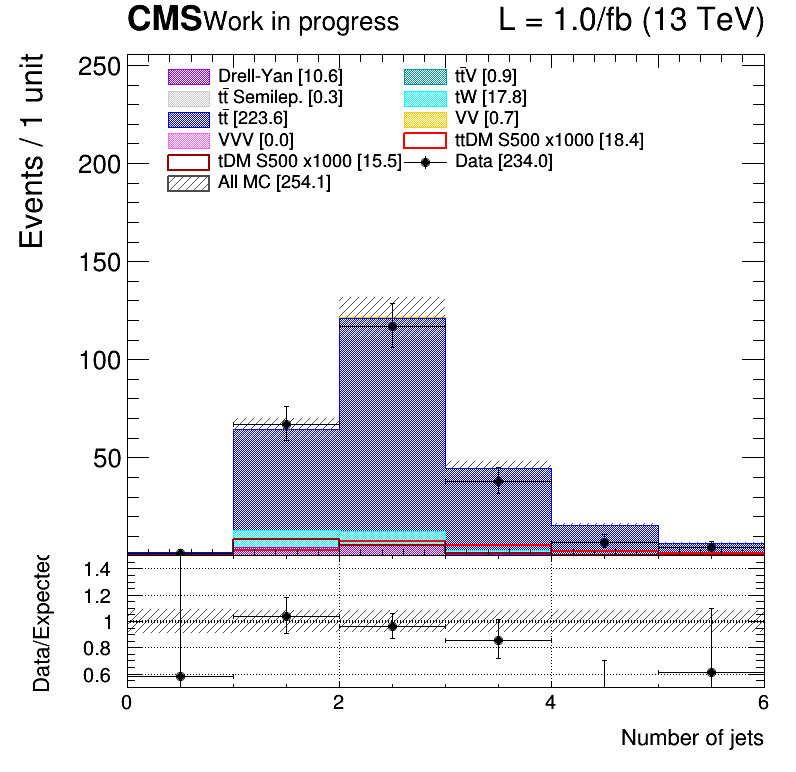 CMS Work in progress L = 1.0/fb (13 TeV)
Events / 1 unit
250
200
150
100
50
Drell-Yan [10.6] tt̄V [0.9]
tt̄ Semilep. [0.3] tW [17.8]
tt̄ [223.6] VV [0.7]
VVV [0.0] ttDM S500 x1000 [18.4]
tDM S500 x1000 [15.5] Data [234.0]
All MC [254.1]
Data/Expected
1.4
1.2
1
0.8
0.6
0 2 4 6
Number of jets